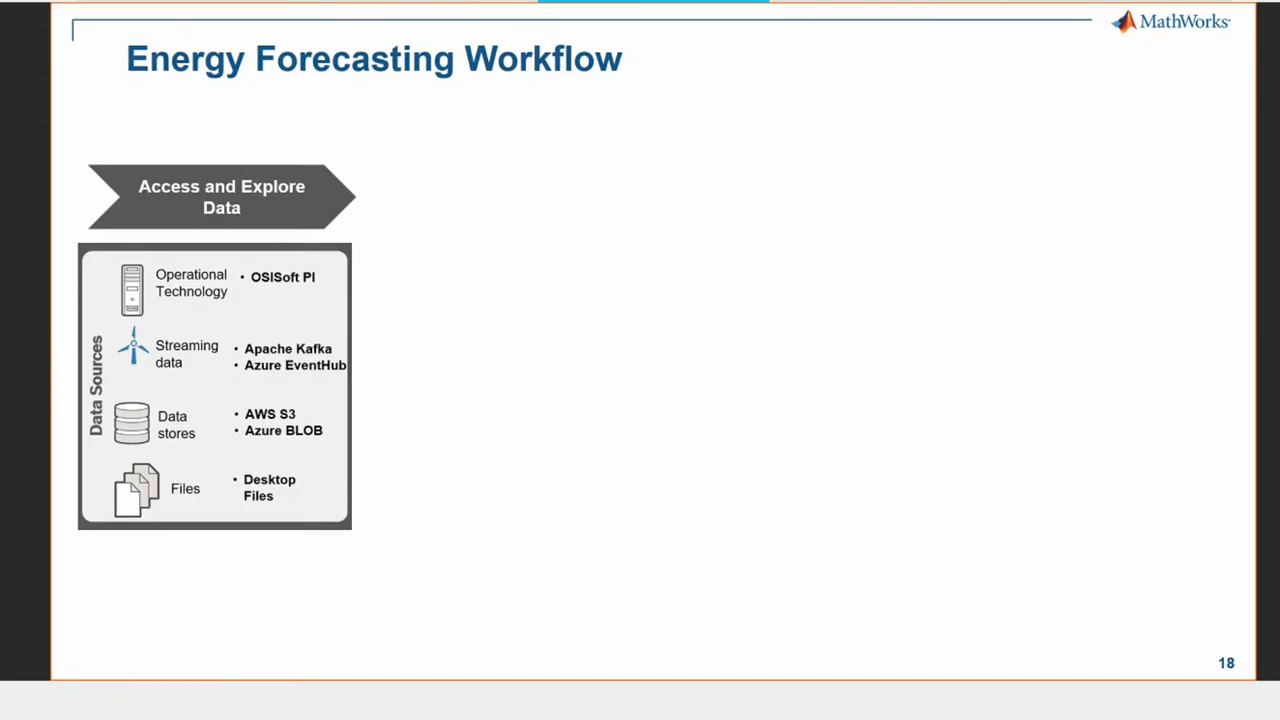 MathWorks®
Energy Forecasting Workflow
Access and Explore
Data
Data Sources
Operational
Technology
• OSISoft PI
Streaming
data
• Apache Kafka
• Azure EventHub
Data
stores
• AWS S3
• Azure BLOB
Files
• Desktop
Files
18